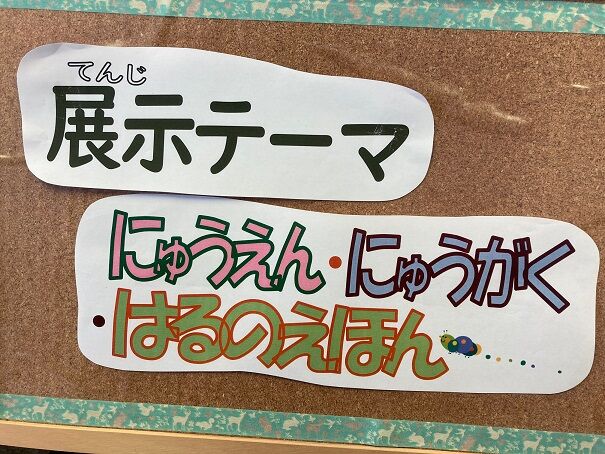 てんじ
展示テーマ
にゅうえん・にゅうがく
・はるのえほん